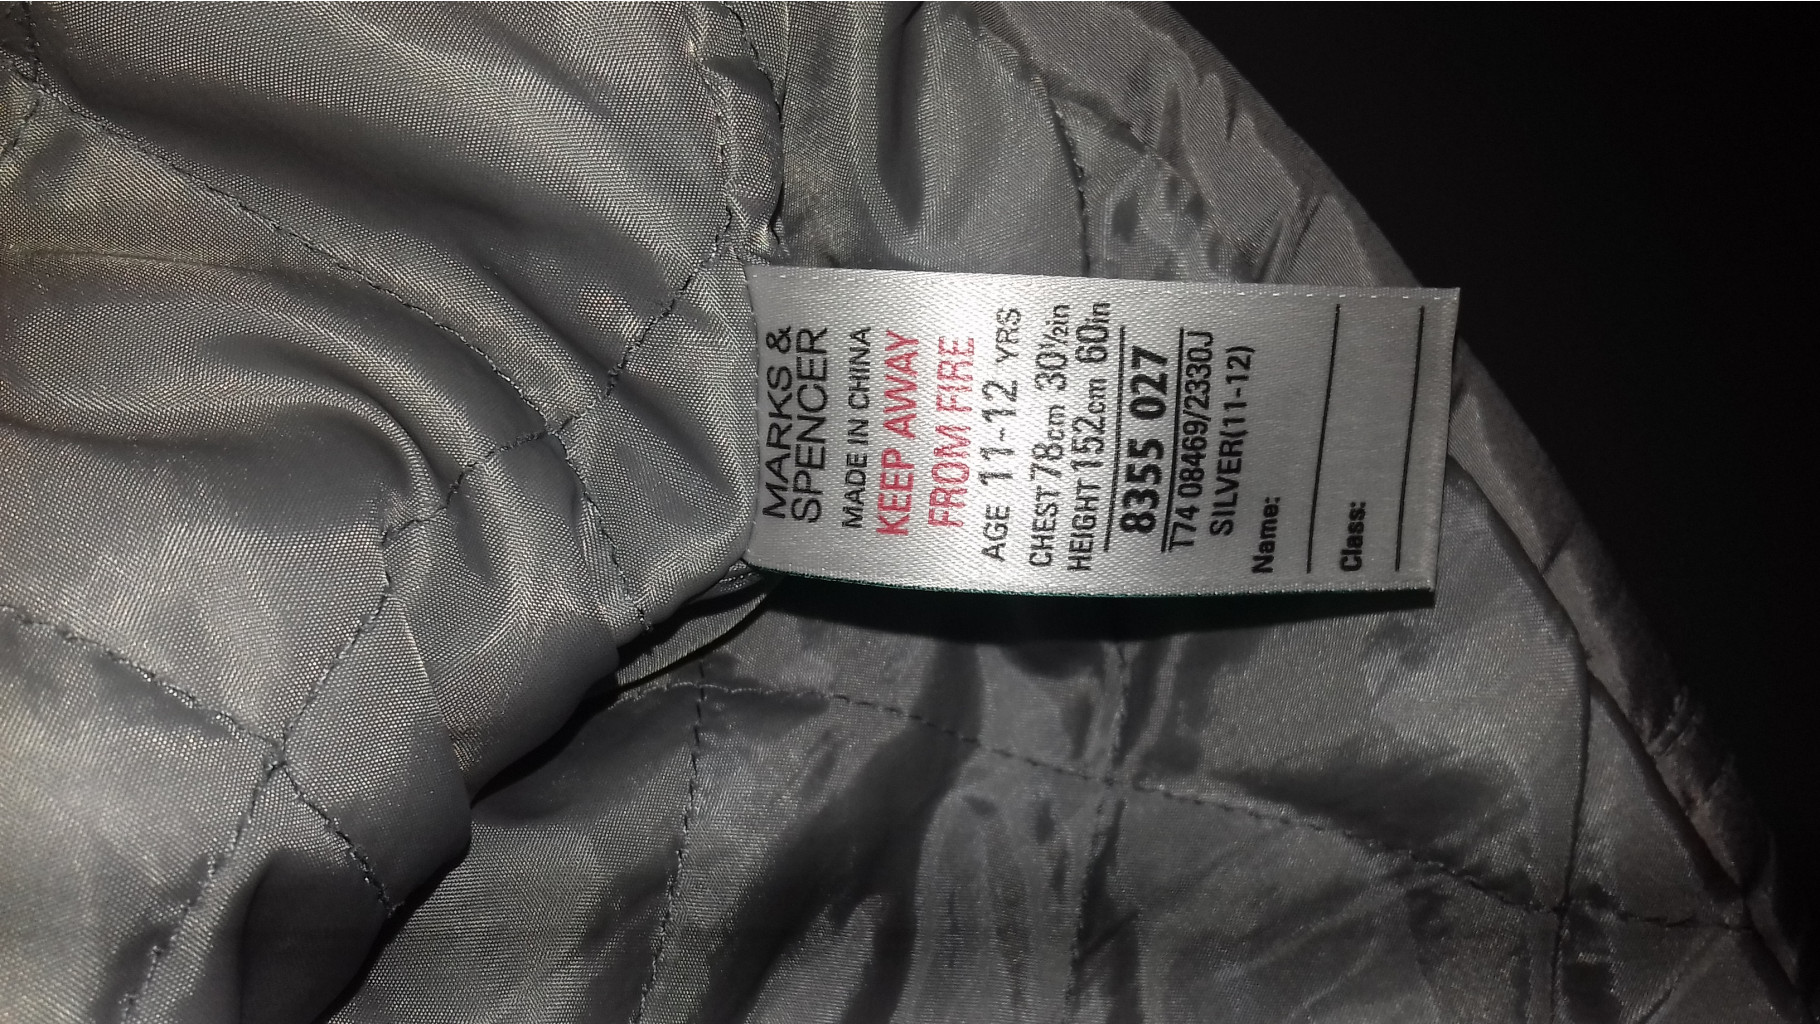 MARKS &
SPENCER
MADE IN CHINA
KEEP AWAY
FROM FIRE
AGE 11-12 YRS
CHEST 78cm 30½in
HEIGHT 152cm 60in
8355 027
T74 08469/2330J
SILVER(11-12)
Name:
Class: